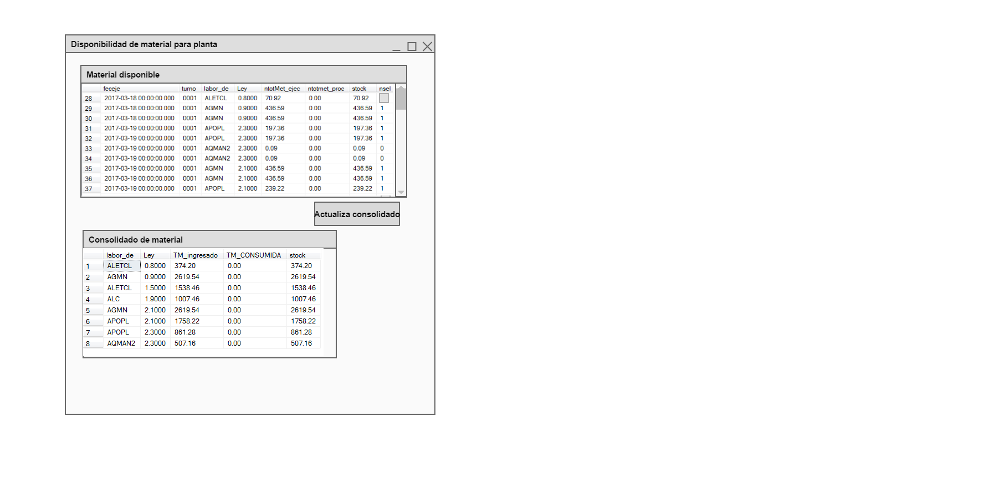 Disponibilidad de material para planta
Material disponible
feceje turno labor_de Ley ntotMet_ejec ntotmet_proc stock nsel
28 2017-03-18 00:00:00.000 0001 ALETCL 0.8000 70.92 0.00 70.92
29 2017-03-18 00:00:00.000 0001 AGMN 0.9000 436.59 0.00 436.59 1
30 2017-03-18 00:00:00.000 0001 AGMN 0.9000 436.59 0.00 436.59 1
31 2017-03-19 00:00:00.000 0001 APOPL 2.3000 197.36 0.00 197.36 1
32 2017-03-19 00:00:00.000 0001 APOPL 2.3000 197.36 0.00 197.36 1
33 2017-03-19 00:00:00.000 0001 AQMAN2 2.3000 0.09 0.00 0.09 0
34 2017-03-19 00:00:00.000 0001 AQMAN2 2.3000 0.09 0.00 0.09 0
35 2017-03-19 00:00:00.000 0001 AGMN 2.1000 436.59 0.00 436.59 1
36 2017-03-19 00:00:00.000 0001 AGMN 2.1000 436.59 0.00 436.59 1
37 2017-03-19 00:00:00.000 0001 APOPL 2.1000 239.22 0.00 239.22 1
Actualiza consolidado
Consolidado de material
labor_de Ley TM_ingresado TM_CONSUMIDA stock
1 ALETCL 0.8000 374.20 0.00 374.20
2 AGMN 0.9000 2619.54 0.00 2619.54
3 ALETCL 1.5000 1538.46 0.00 1538.46
4 ALC 1.9000 1007.46 0.00 1007.46
5 AGMN 2.1000 2619.54 0.00 2619.54
6 APOPL 2.1000 1758.22 0.00 1758.22
7 APOPL 2.3000 861.28 0.00 861.28
8 AQMAN2 2.3000 507.16 0.00 507.16